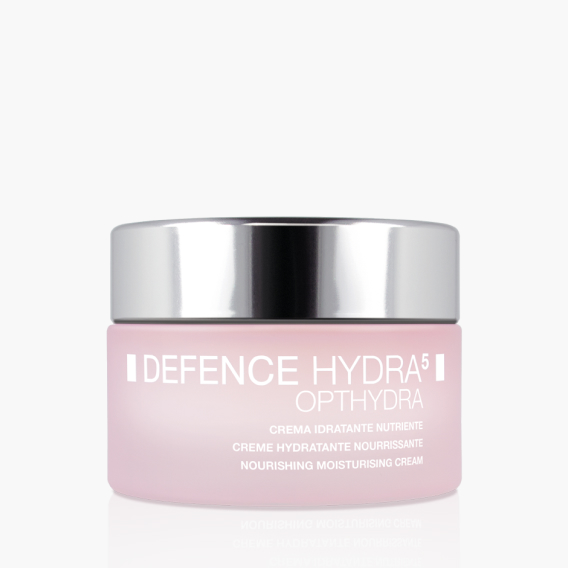 DEFENCE HYDRA⁵
OPTHYDRA
CREMA IDRATANTE NUTRIENTE
CREME HYDRATANTE NOURRISSANTE
NOURISHING MOISTURISING CREAM